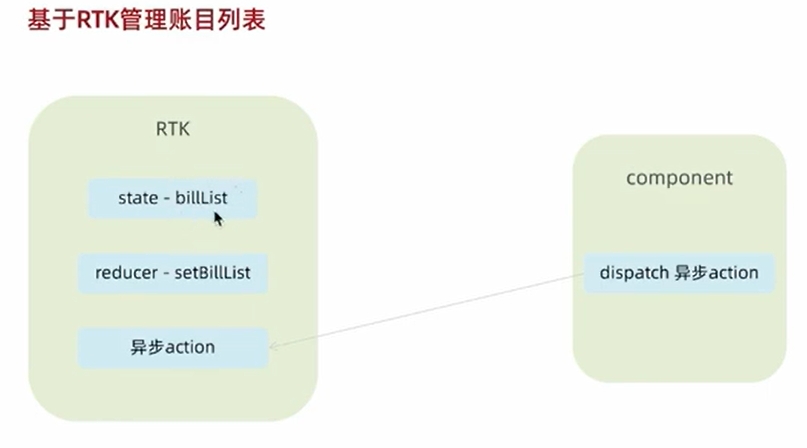 基于RTK管理账目列表
RTK
state - billList
reducer - setBillList
异步action
component
dispatch 异步action